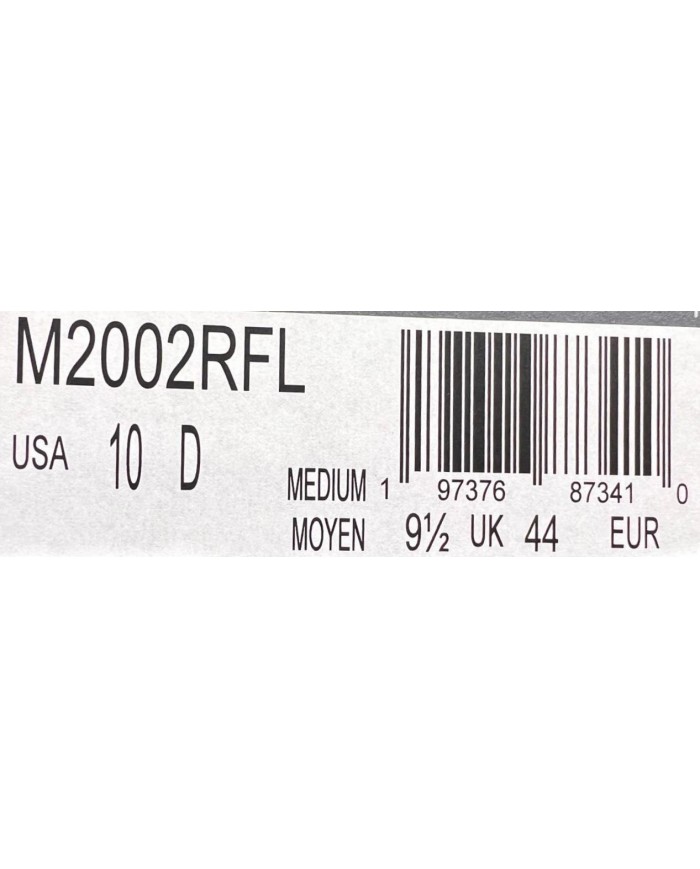 M2002RFL
USA 10 D
MEDIUM 1 97376 87341 0
MOYEN 9½ UK 44 EUR